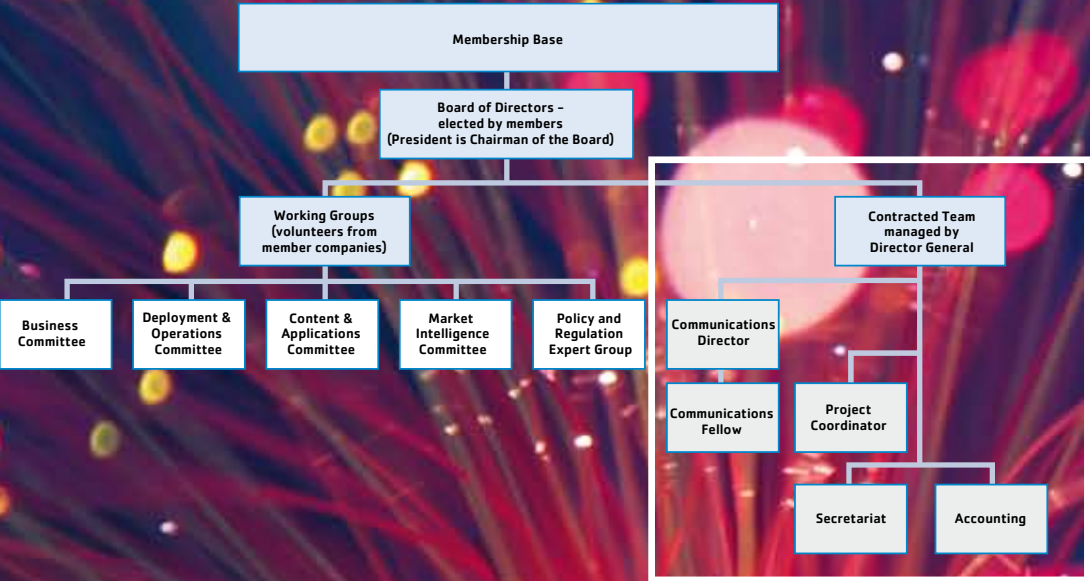 Membership Base
Board of Directors –
elected by members
(President is Chairman of the Board)
Working Groups
(volunteers from
member companies)
Contracted Team
managed by
Director General
Business
Committee
Deployment &
Operations
Committee
Content &
Applications
Committee
Market
Intelligence
Committee
Policy and
Regulation
Expert Group
Communications
Director
Communications
Fellow
Project
Coordinator
Secretariat
Accounting